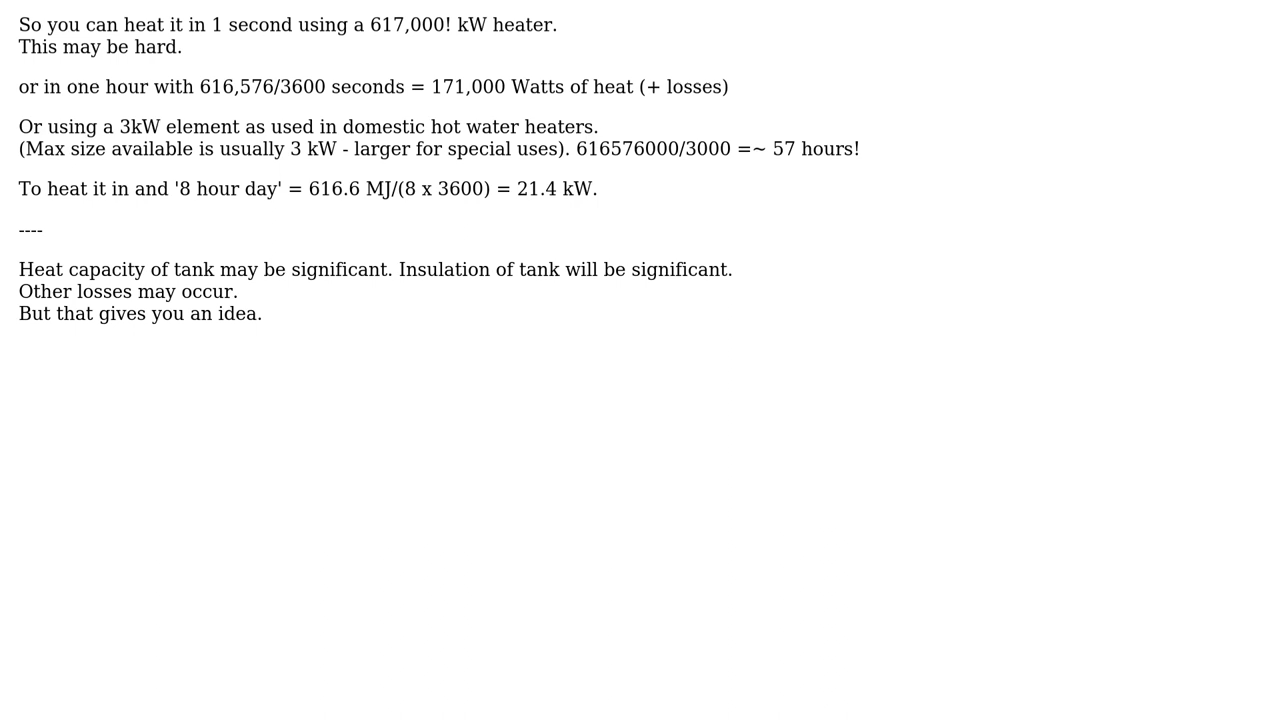 So you can heat it in 1 second using a 617,000! kW heater.
This may be hard.
or in one hour with 616,576/3600 seconds = 171,000 Watts of heat (+ losses)
Or using a 3kW element as used in domestic hot water heaters.
(Max size available is usually 3 kW - larger for special uses). 616576000/3000 =~ 57 hours!
To heat it in and '8 hour day' = 616.6 MJ/(8 x 3600) = 21.4 kW.
----
Heat capacity of tank may be significant. Insulation of tank will be significant.
Other losses may occur.
But that gives you an idea.